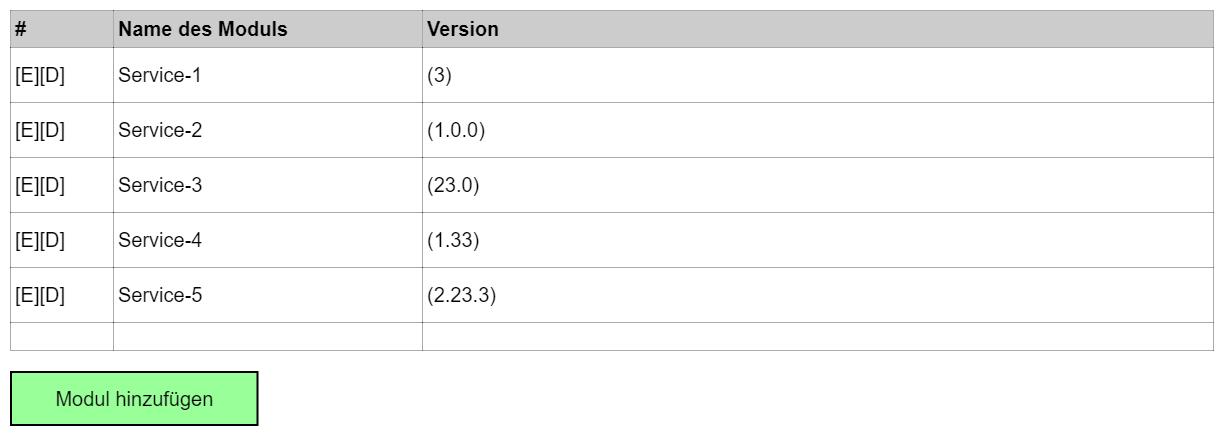 # Name des Moduls Version
[E][D] Service-1 (3)
[E][D] Service-2 (1.0.0)
[E][D] Service-3 (23.0)
[E][D] Service-4 (1.33)
[E][D] Service-5 (2.23.3)
Modul hinzufügen